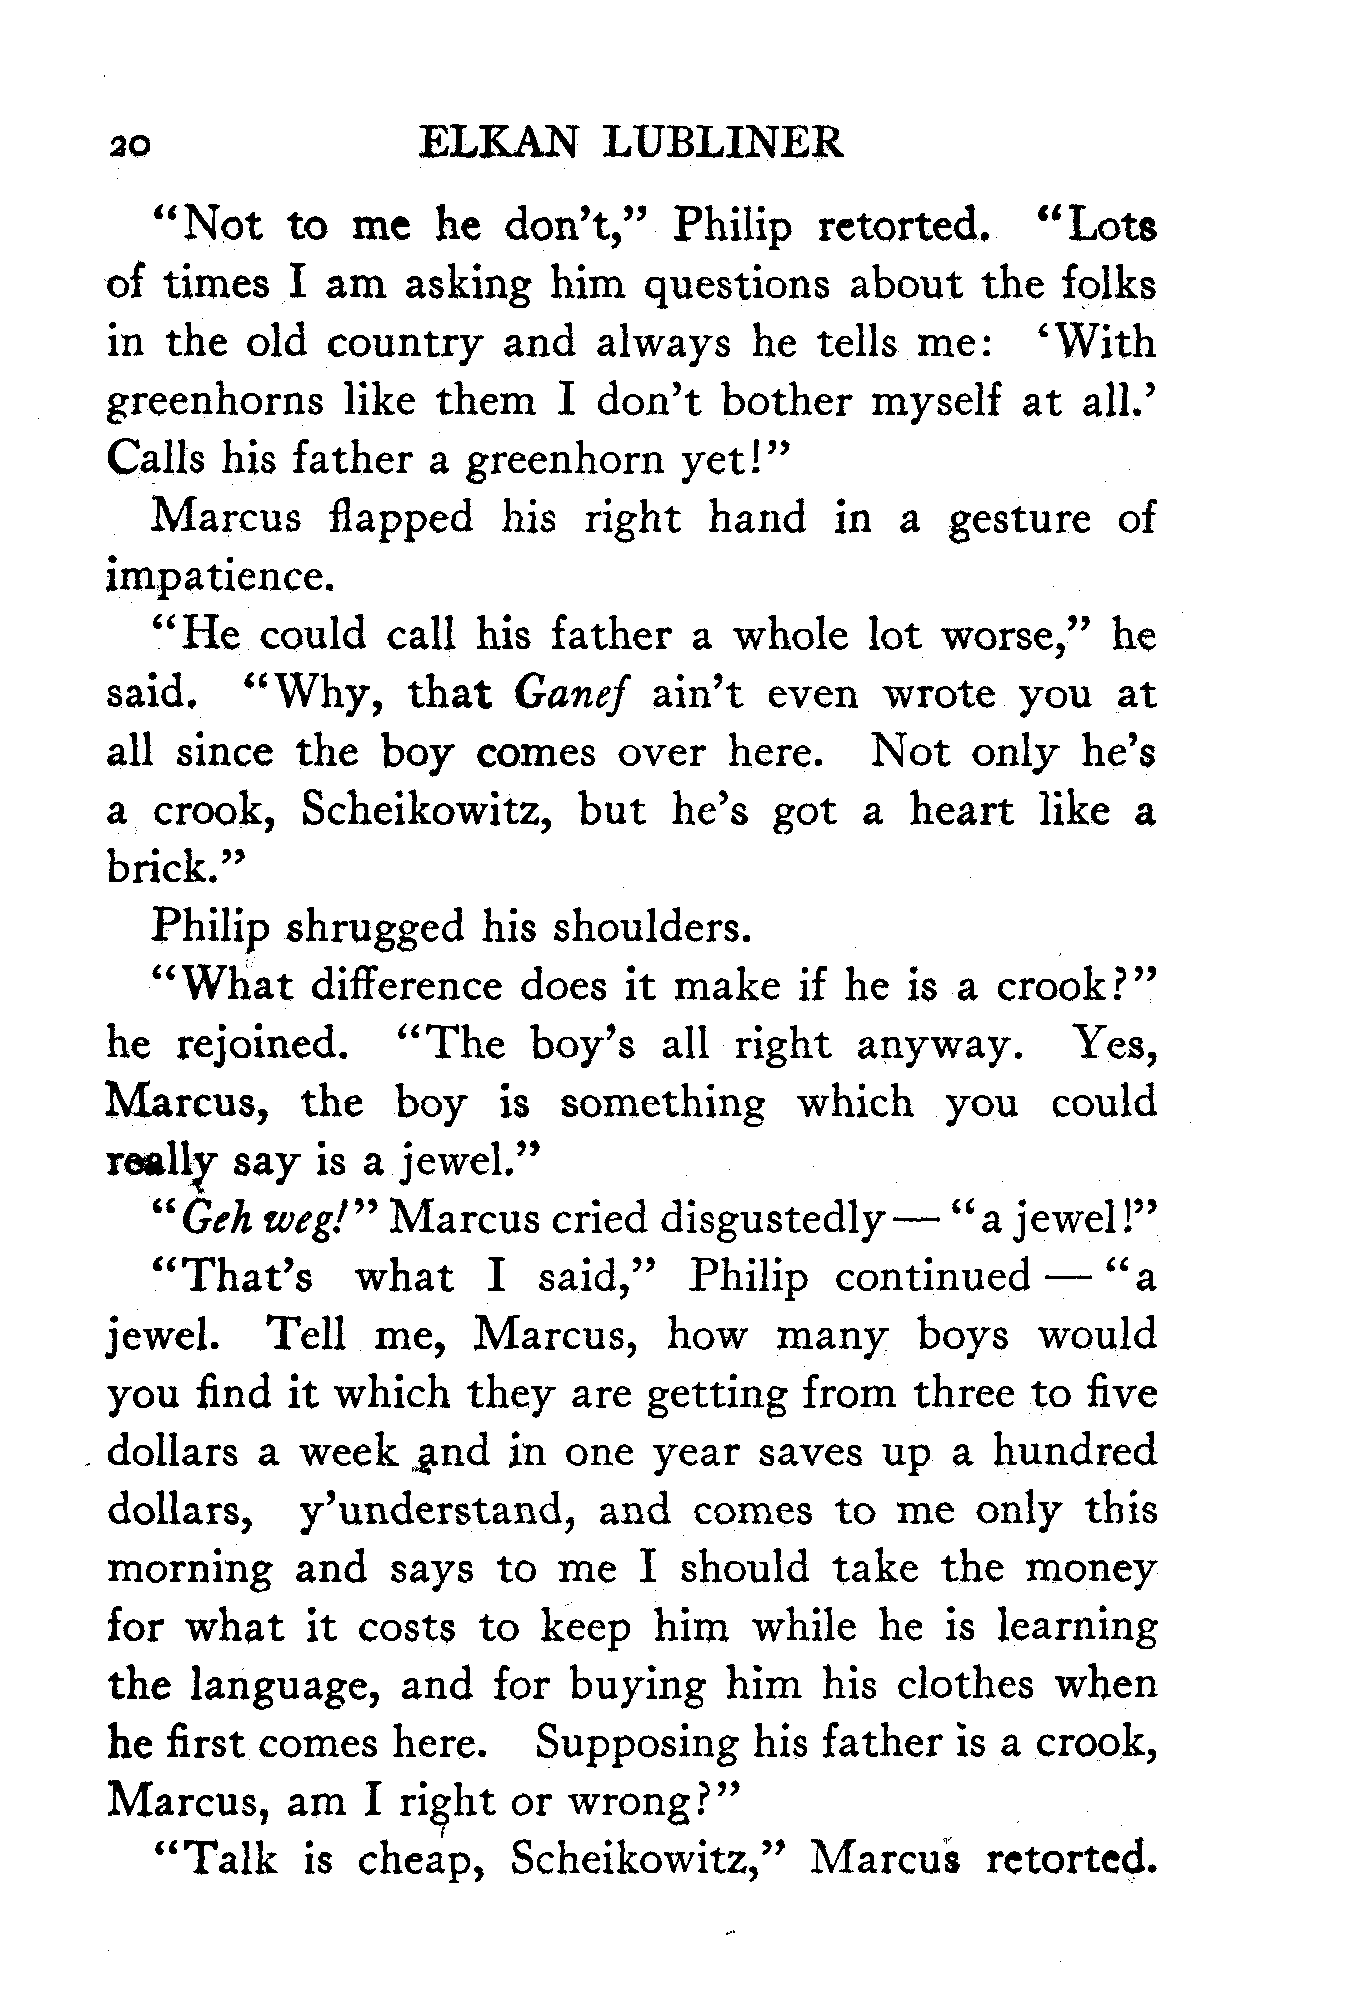 20 ELKAN LUBLINER
"Not to me he don't," Philip retorted. "Lots
of times I am asking him questions about the folks
in the old country and always he tells me: 'With
greenhorns like them I don't bother myself at all.'
Calls his father a greenhorn yet!"
Marcus flapped his right hand in a gesture of
impatience.
"He could call his father a whole lot worse," he
said. "Why, that Ganef ain't even wrote you at
all since the boy comes over here. Not only he's
a crook, Scheikowitz, but he's got a heart like a
brick."
Philip shrugged his shoulders.
"What difference does it make if he is a crook?"
he rejoined. "The boy's all right anyway. Yes,
Marcus, the boy is something which you could
really say is a jewel."
"Geh weg!" Marcus cried disgustedly— "a jewel!"
"That's what I said," Philip continued — "a
jewel. Tell me, Marcus, how many boys would
you find it which they are getting from three to five
dollars a week and in one year saves up a hundred
dollars, y'understand, and comes to me only this
morning and says to me I should take the money
for what it costs to keep him while he is learning
the language, and for buying him his clothes when
he first comes here. Supposing his father is a crook,
Marcus, am I right or wrong?"
"Talk is cheap, Scheikowitz," Marcus retorted.